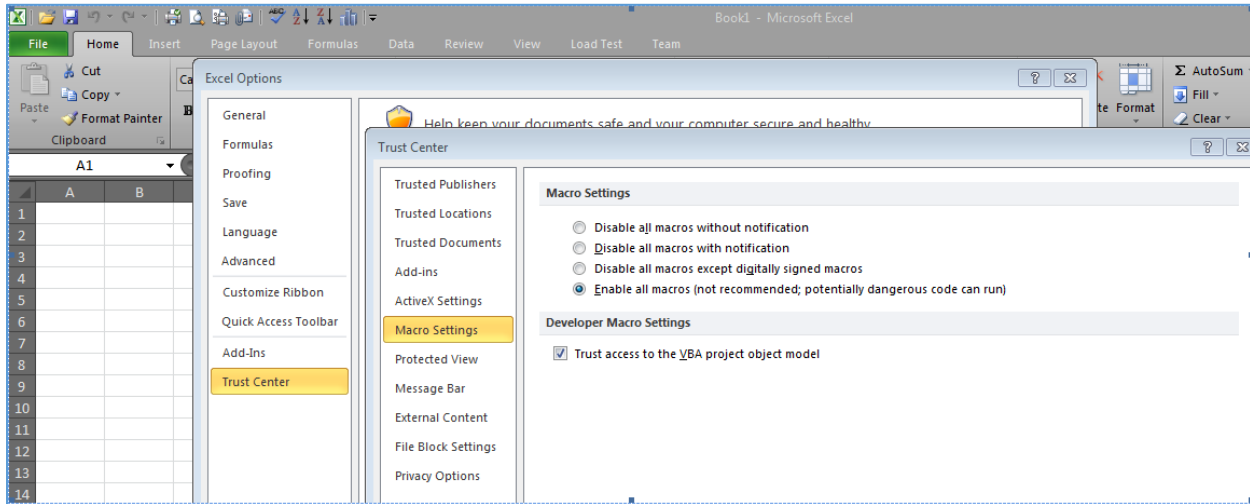 Book1 - Microsoft Excel
File Home Insert Page Layout Formulas Data Review View Load Test Team
Cut
Copy
Paste
Format Painter
Clipboard
Ca
B
Format
Σ AutoSum
Fill
Clear
A1
A B
1
2
3
4
5
6
7
8
9
10
11
12
13
14
Excel Options
General
Formulas
Proofing
Save
Language
Advanced
Customize Ribbon
Quick Access Toolbar
Add-Ins
Trust Center
Help keep your documents safe and your computer secure and healthy
Trust Center
Trusted Publishers
Trusted Locations
Trusted Documents
Add-ins
ActiveX Settings
Macro Settings
Protected View
Message Bar
External Content
File Block Settings
Privacy Options
Macro Settings
Disable all macros without notification
Disable all macros with notification
Disable all macros except digitally signed macros
Enable all macros (not recommended; potentially dangerous code can run)
Developer Macro Settings
Trust access to the VBA project object model